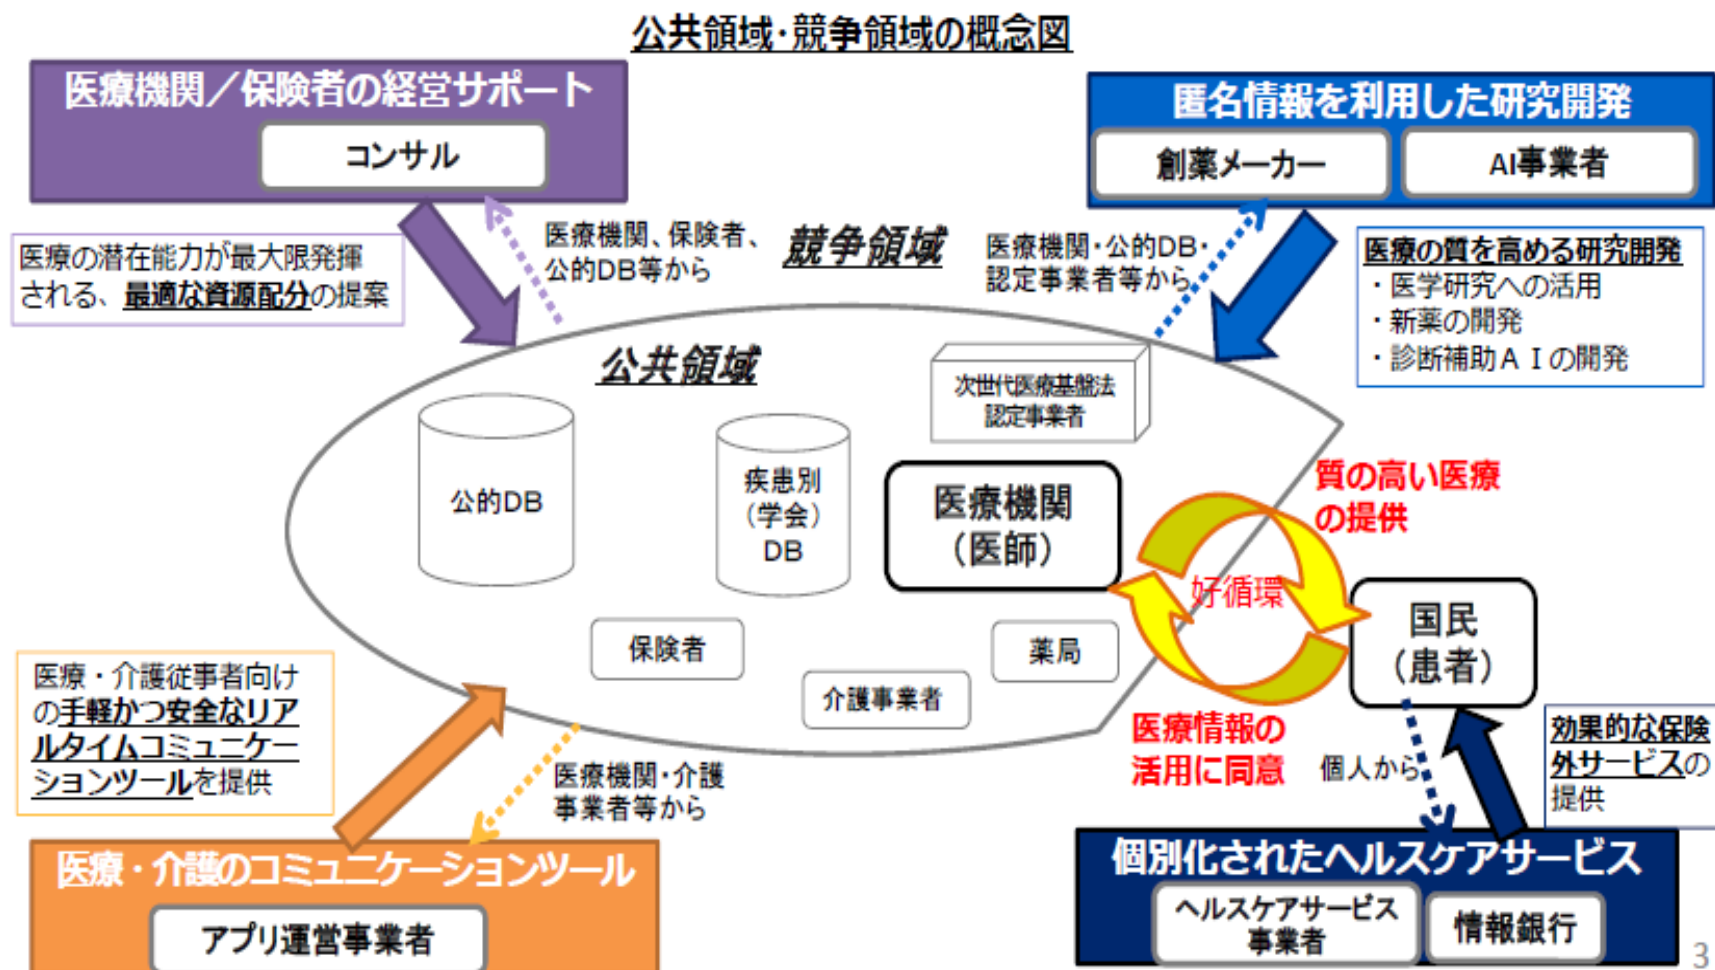 公共領域・競争領域の概念図
医療機関／保険者の経営サポート
コンサル
匿名情報を利用した研究開発
創薬メーカー
AI事業者
医療の潜在能力が最大限発揮
される、最適な資源配分の提案
医療機関、保険者、
公的DB等から
競争領域
医療機関・公的DB・
認定事業者等から
医療の質を高める研究開発
・医学研究への活用
・新薬の開発
・診断補助ＡＩの開発
公共領域
次世代医療基盤法
認定事業者
公的DB
疾患別
（学会）
DB
医療機関
（医師）
質の高い医療
の提供
好循環
国民
（患者）
保険者
薬局
介護事業者
医療情報の
活用に同意
医療・介護従事者向け
の手軽かつ安全なリア
ルタイムコミュニケー
ションツールを提供
医療機関・介護
事業者等から
個人から
効果的な保険
外サービスの
提供
医療・介護のコミュニケーションツール
アプリ運営事業者
個別化されたヘルスケアサービス
ヘルスケアサービス
事業者
情報銀行
3